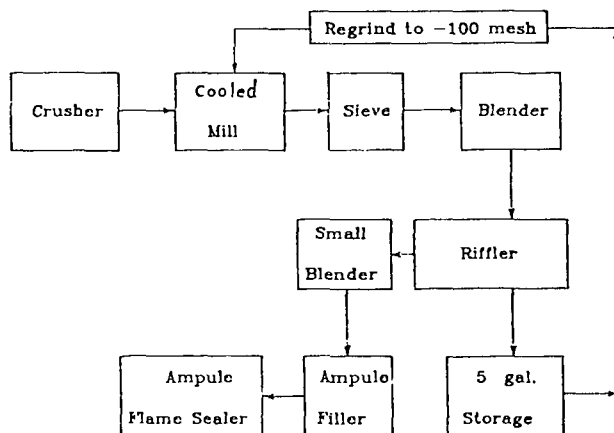 Regrind to -100 mesh
Crusher
Cooled
Mill
Sieve
Blender
Small
Blender
Riffler
Ampule
Flame Sealer
Ampule
Filler
5 gal.
Storage